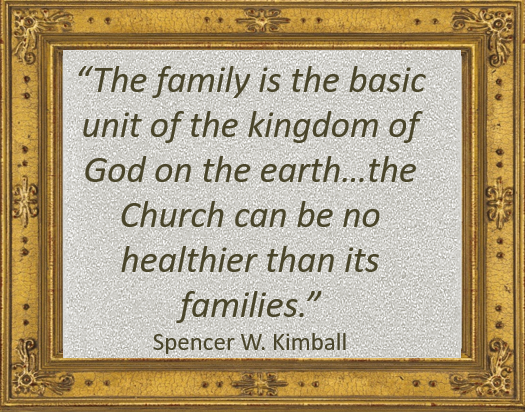 “The family is the basic
unit of the kingdom of
God on the earth…the
Church can be no
healthier than its
families.”
Spencer W. Kimball